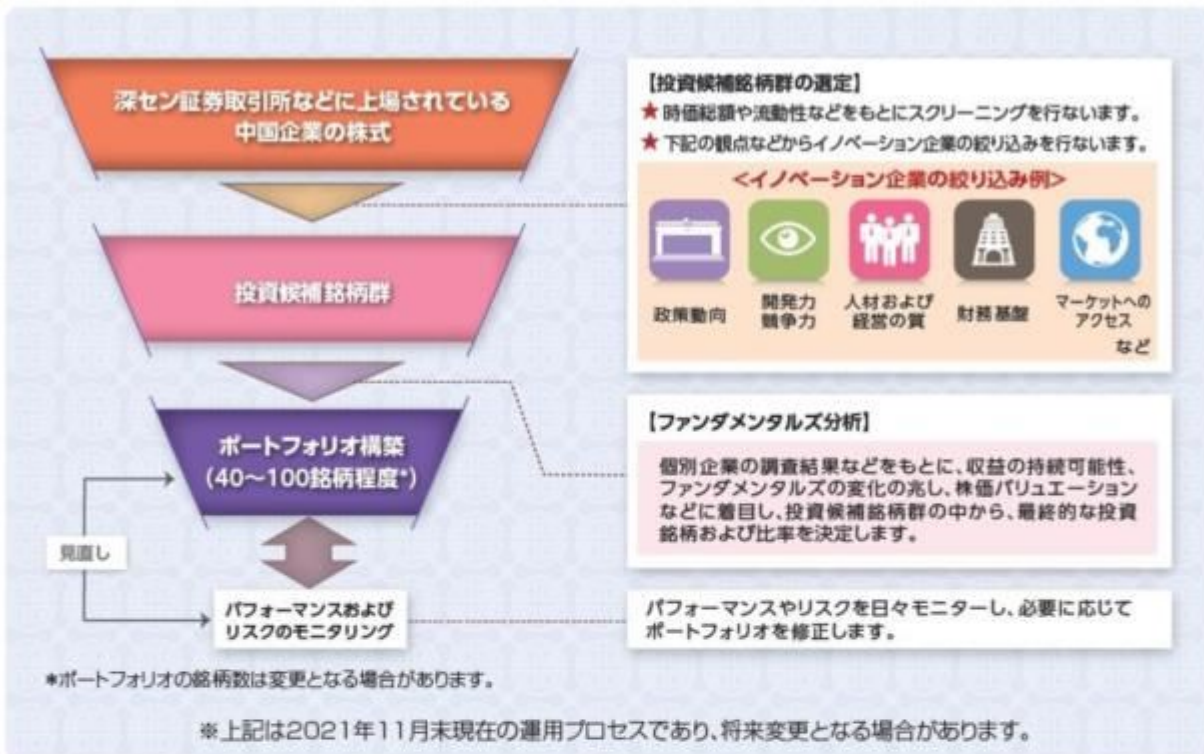 深セン証券取引所などに上場されている
中国企業の株式
【投資候補銘柄群の選定】
★時価総額や流動性などをもとにスクリーニングを行ないます。
★下記の観点などからイノベーション企業の絞り込みを行ないます。
＜イノベーション企業の絞り込み例＞
政策動向
開発力
競争力
人材および
経営の質
財務基盤
マーケットへの
アクセス
など
投資候補銘柄群
【ファンダメンタルズ分析】
個別企業の調査結果などをもとに、収益の持続可能性、
ファンダメンタルズの変化の兆し、株価バリュエーション
などに着目し、投資候補銘柄群の中から、最終的な投資
銘柄および比率を決定します。
ポートフォリオ構築
(40～100銘柄程度*)
見直し
パフォーマンスおよび
リスクのモニタリング
パフォーマンスやリスクを日々モニターし、必要に応じて
ポートフォリオを修正します。
*ポートフォリオの銘柄数は変更となる場合があります。
※上記は2021年11月末現在の運用プロセスであり、将来変更となる場合があります。